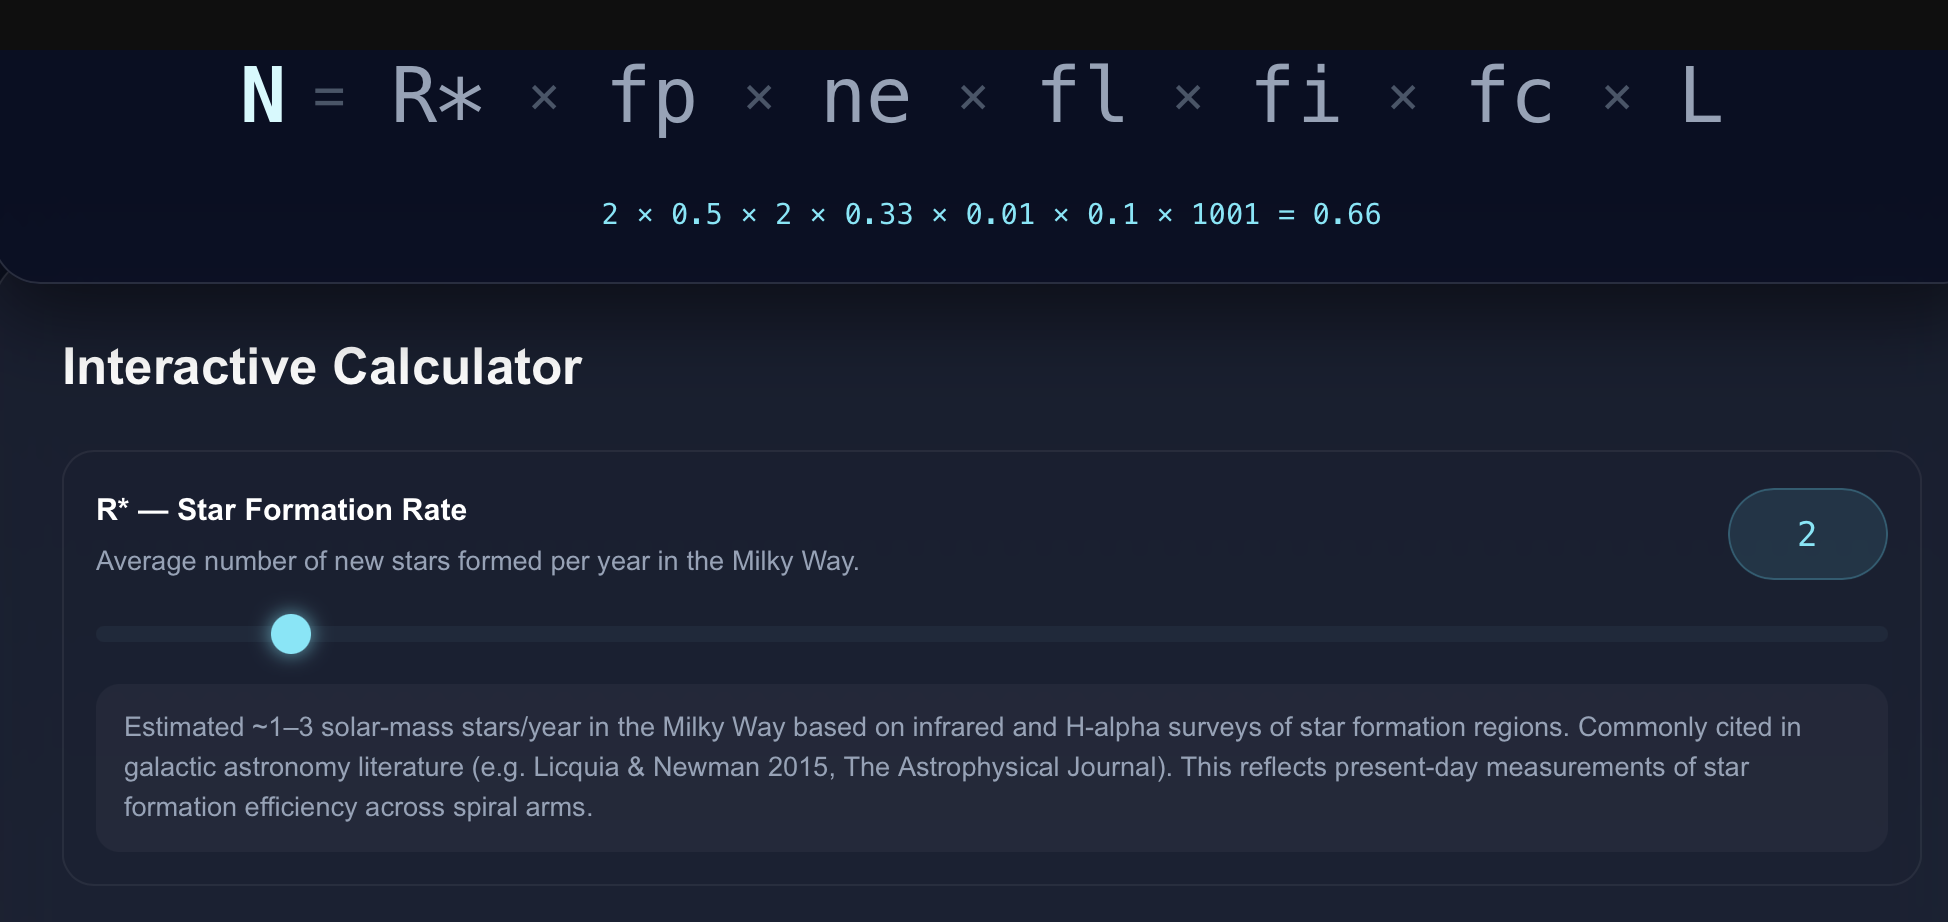 N = R* × fp × ne × fl × fi × fc × L
2 × 0.5 × 2 × 0.33 × 0.01 × 0.1 × 1001 = 0.66
Interactive Calculator
R* — Star Formation Rate
2
Average number of new stars formed per year in the Milky Way.
Estimated ~1–3 solar-mass stars/year in the Milky Way based on infrared and H-alpha surveys of star formation regions. Commonly cited in
galactic astronomy literature (e.g. Licquia & Newman 2015, The Astrophysical Journal). This reflects present-day measurements of star
formation efficiency across spiral arms.